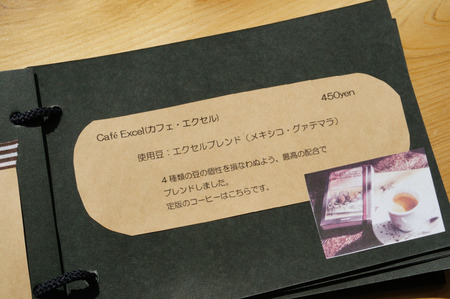 Café Excel(カフェ・エクセル) 450yen
使用豆：エクセルブレンド（メキシコ・グァテマラ）
4種類の豆の個性を損なわぬよう、最高の配合で
ブレンドしました。
定版のコーヒーはこちらです。